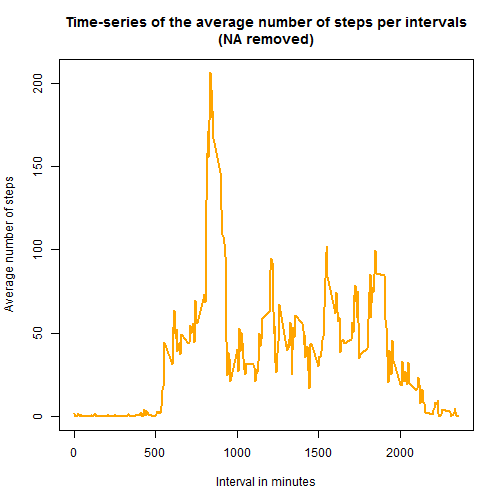 Time-series of the average number of steps per intervals
(NA removed)
Average number of steps
200
150
100
50
0
0 500 1000 1500 2000
Interval in minutes